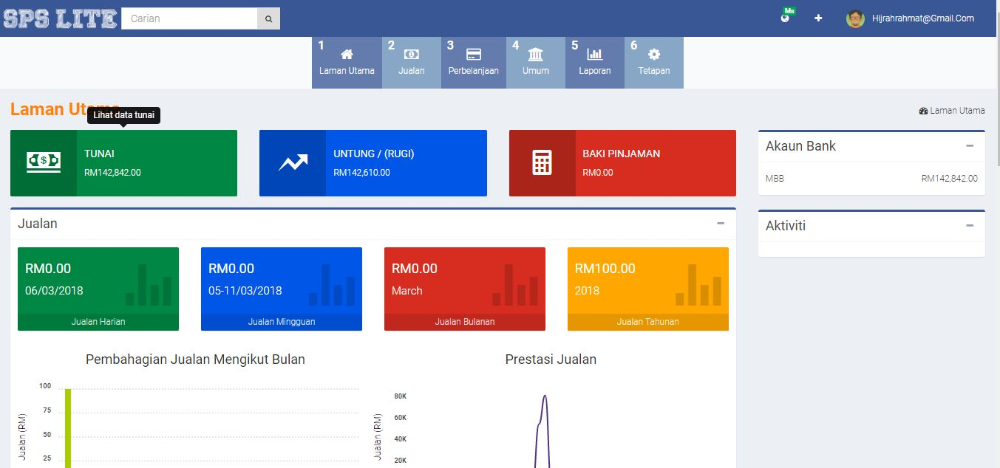 SPS LITE
Carian
Ms
Hijrahrahmat@Gmail.Com
1
Laman Utama
2
Jualan
3
Perbelanjaan
4
Umum
5
Laporan
6
Tetapan
Laman Utama
Lihat data tunai
Laman Utama
TUNAI
RM142,842.00
UNTUNG / (RUGI)
RM142,610.00
BAKI PINJAMAN
RM0.00
Akaun Bank
MBB RM142,842.00
Aktiviti
Jualan
RM0.00
06/03/2018
Jualan Harian
RM0.00
05-11/03/2018
Jualan Mingguan
RM0.00
March
Jualan Bulanan
RM100.00
2018
Jualan Tahunan
Pembahagian Jualan Mengikut Bulan
100
75
50
25
Jualan (RM)
Prestasi Jualan
80K
60K
40K
20K
Jualan (RM)